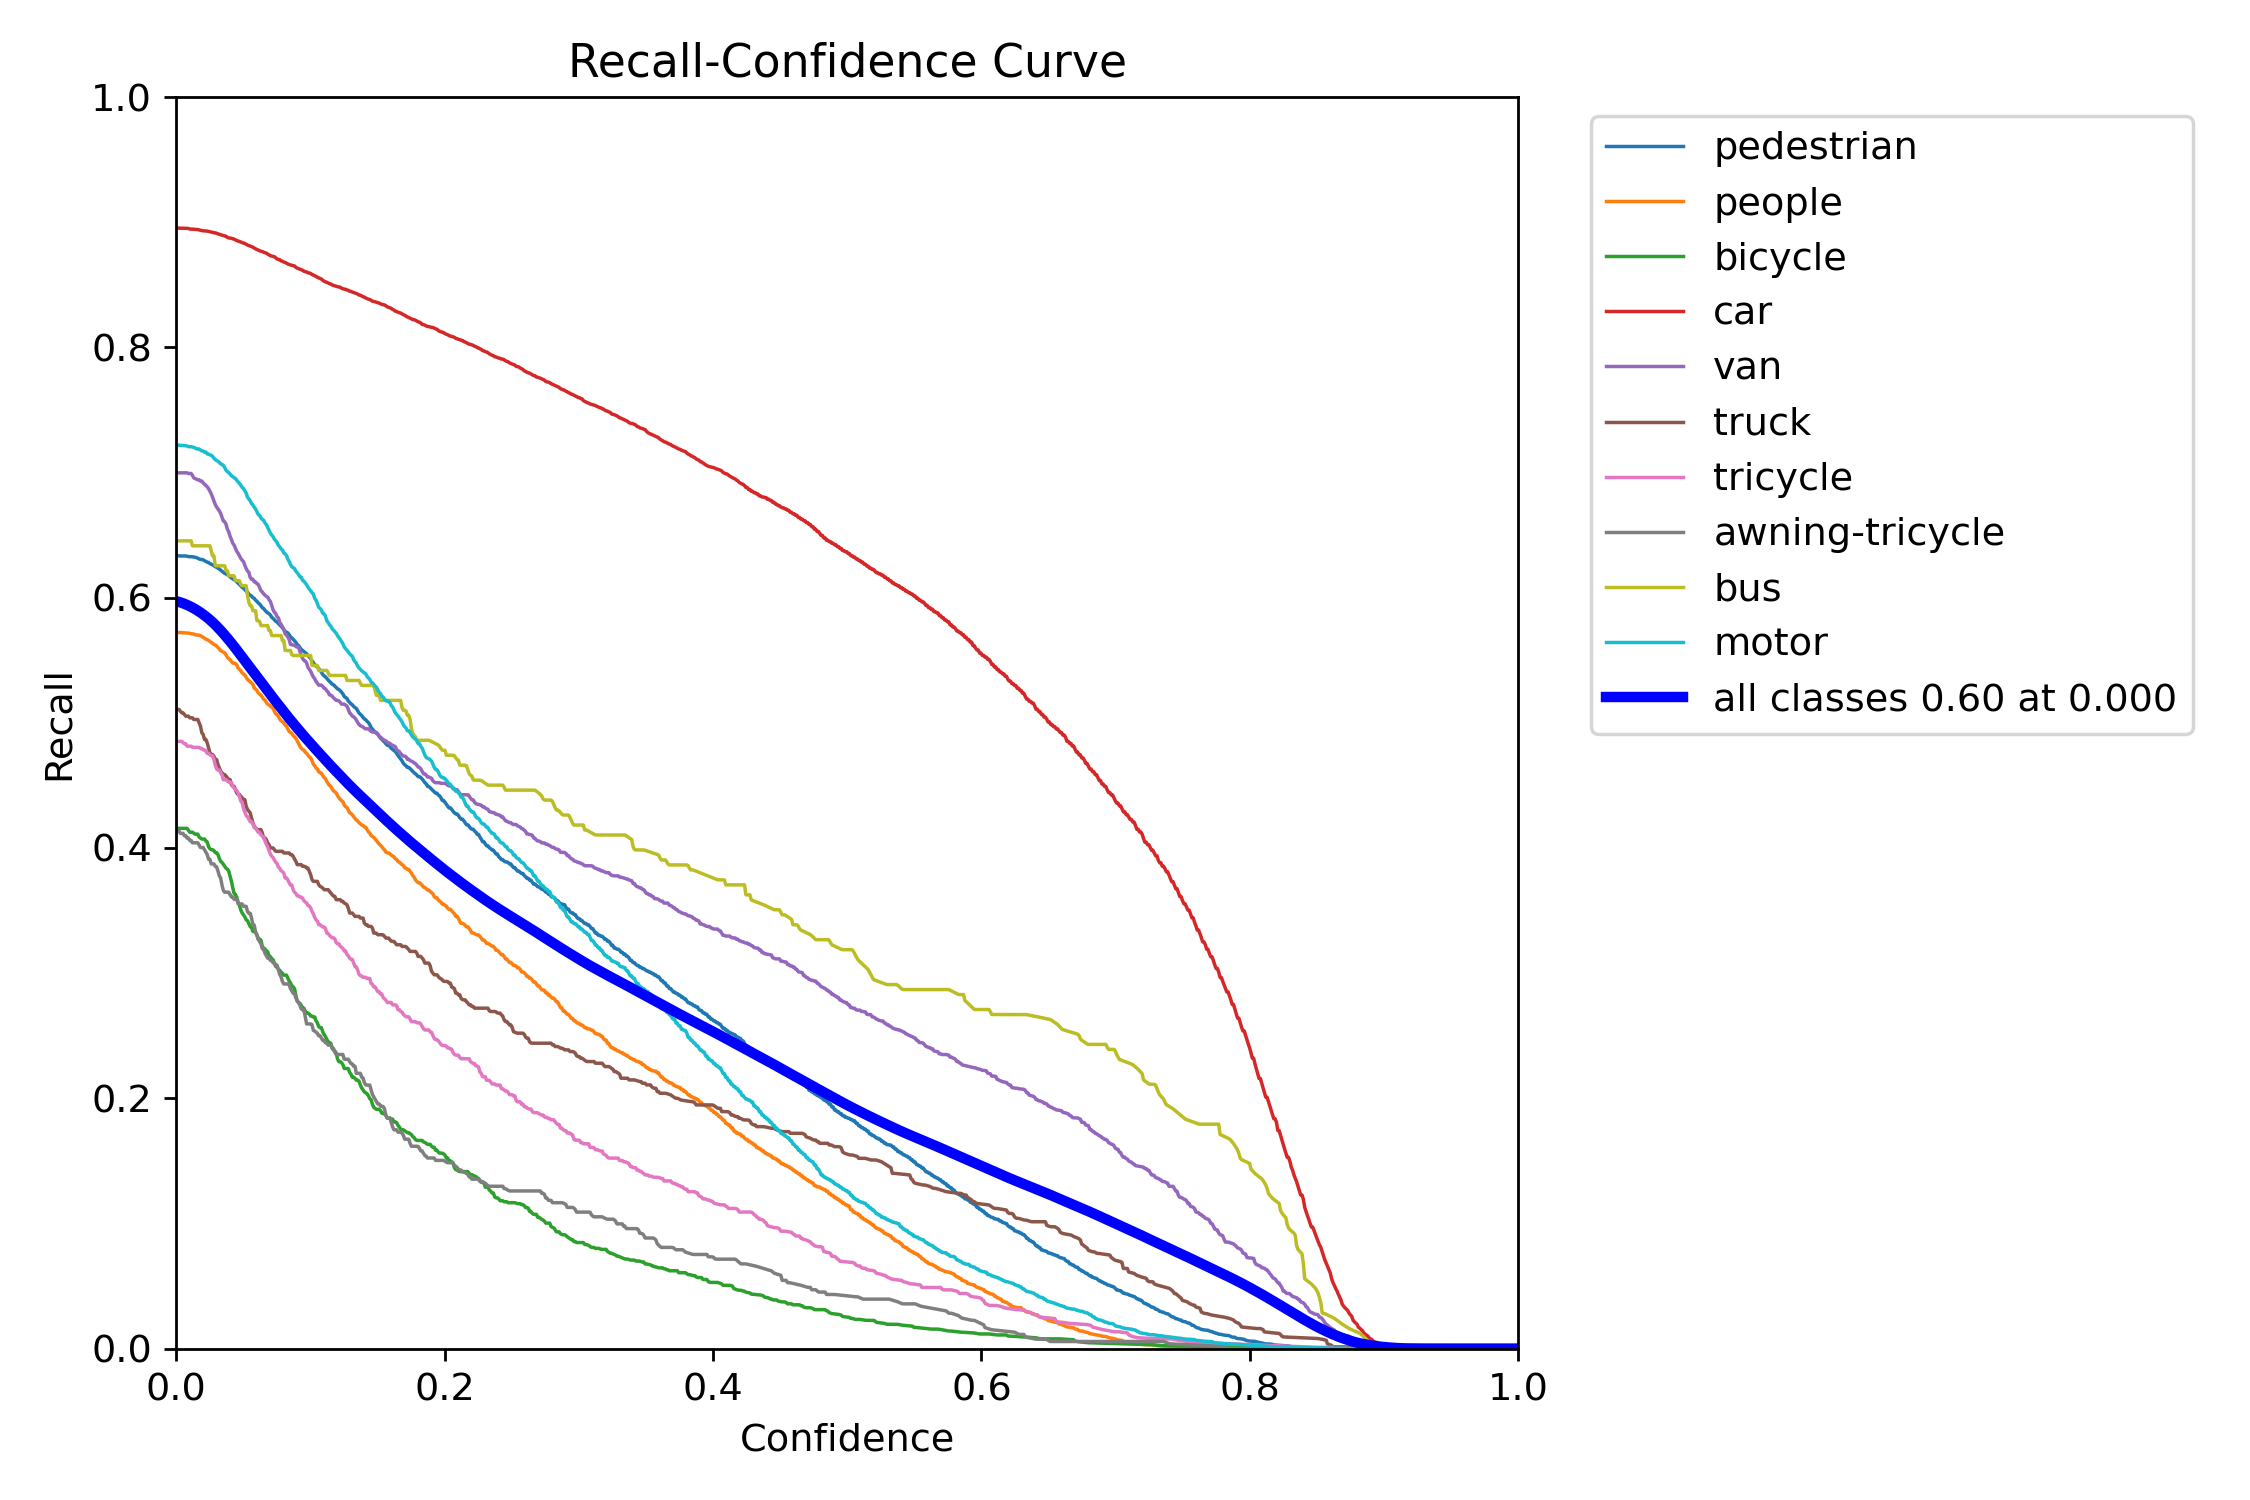 Recall-Confidence Curve
1.0
0.8
0.6
0.4
0.2
0.0
Recall
0.0 0.2 0.4 0.6 0.8 1.0
Confidence
pedestrian
people
bicycle
car
van
truck
tricycle
awning-tricycle
bus
motor
all classes 0.60 at 0.000